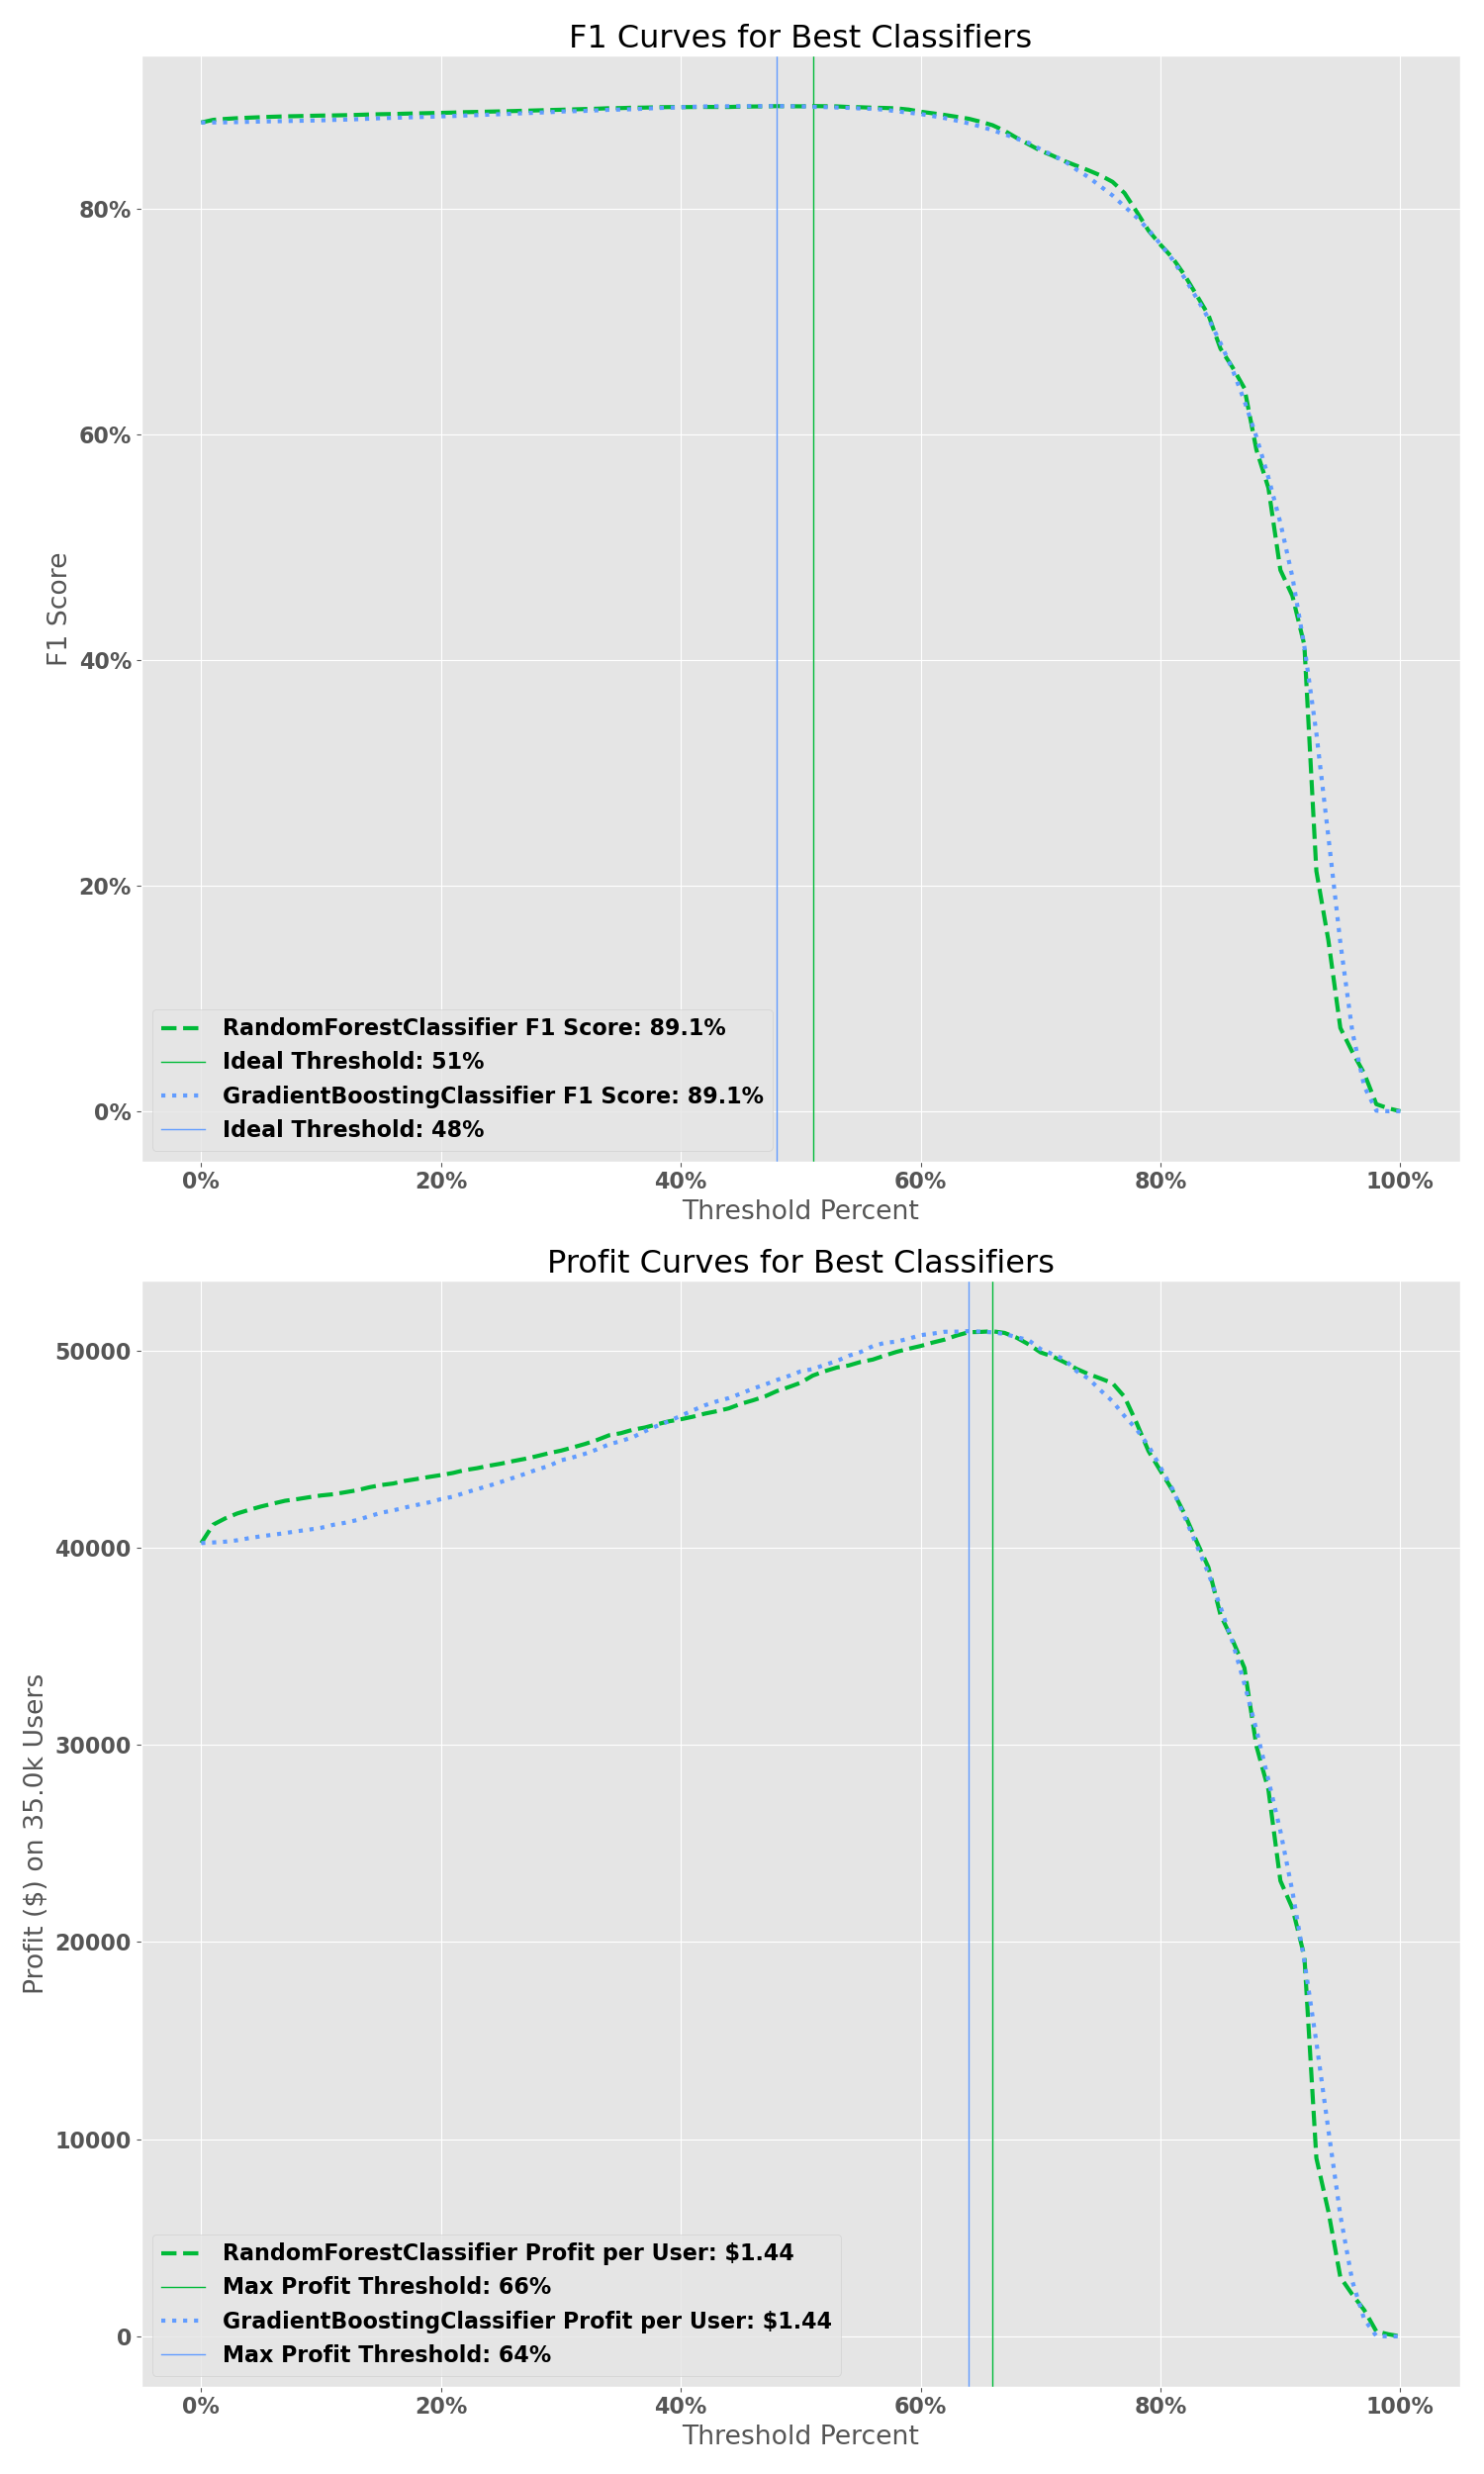 F1 Curves for Best Classifiers
80%
60%
40%
20%
0%
F1 Score
RandomForestClassifier F1 Score: 89.1%
Ideal Threshold: 51%
GradientBoostingClassifier F1 Score: 89.1%
Ideal Threshold: 48%
0% 20% 40% 60% 80% 100%
Threshold Percent
Profit Curves for Best Classifiers
50000
40000
30000
20000
10000
0
Profit ($) on 35.0k Users
RandomForestClassifier Profit per User: $1.44
Max Profit Threshold: 66%
GradientBoostingClassifier Profit per User: $1.44
Max Profit Threshold: 64%
0% 20% 40% 60% 80% 100%
Threshold Percent